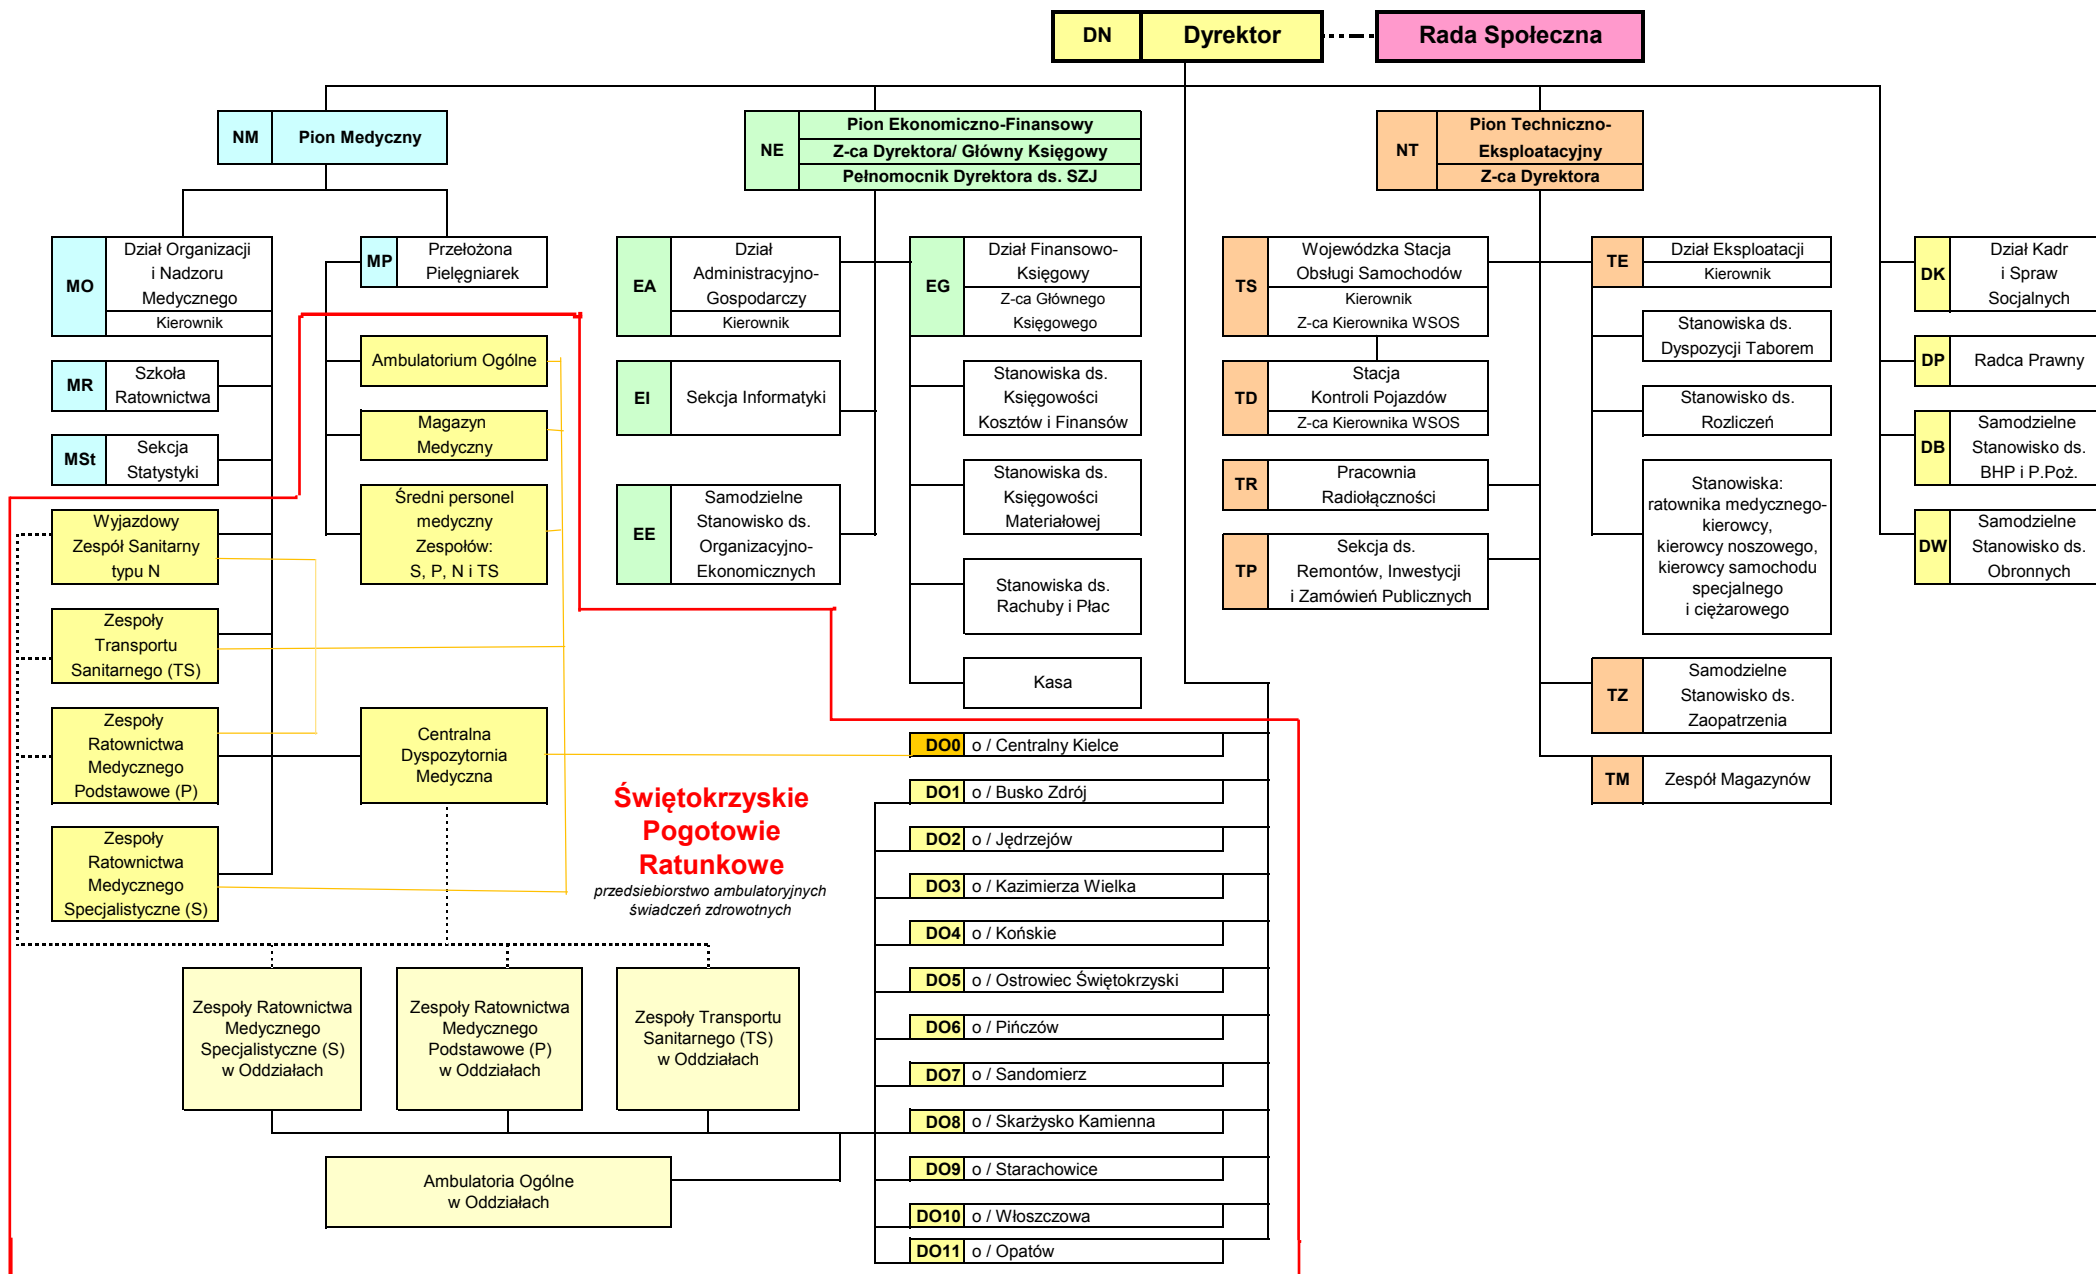 DN Dyrektor
Rada Społeczna
NM Pion Medyczny
NE
Pion Ekonomiczno-Finansowy
Z-ca Dyrektora/ Główny Księgowy
Pełnomocnik Dyrektora ds. SZJ
NT
Pion Techniczno-
Eksploatacyjny
Z-ca Dyrektora
MO
Dział Organizacji
i Nadzoru
Medycznego
Kierownik
MP
Przełożona
Pielęgniarek
EA
Dział
Administracyjno-
Gospodarczy
Kierownik
EG
Dział Finansowo-
Księgowy
Z-ca Głównego
Księgowego
TS
Wojewódzka Stacja
Obsługi Samochodów
Kierownik
Z-ca Kierownika WSOS
TE
Dział Eksploatacji
Kierownik
DK
Dział Kadr
i Spraw
Socjalnych
MR
Szkoła
Ratownictwa
Ambulatorium Ogólne
EI
Sekcja Informatyki
Stanowiska ds.
Księgowości
Kosztów i Finansów
TD
Stacja
Kontroli Pojazdów
Z-ca Kierownika WSOS
Stanowiska ds.
Dyspozycji Taborem
DP
Radca Prawny
Stanowisko ds.
Rozliczeń
MSt
Sekcja
Statystyki
Magazyn
Medyczny
DB
Samodzielne
Stanowisko ds.
BHP i P.Poż.
Średni personel
medyczny
Zespołów:
S, P, N i TS
EE
Samodzielne
Stanowisko ds.
Organizacyjno-
Ekonomicznych
Stanowiska ds.
Księgowości
Materiałowej
TR
Pracownia
Radiołączności
Stanowiska:
ratownika medycznego-
kierowcy,
kierowcy noszowego,
kierowcy samochodu
specjalnego
i ciężarowego
DW
Samodzielne
Stanowisko ds.
Obronnych
Wyjazdowy
Zespół Sanitarny
typu N
TP
Sekcja ds.
Remontów, Inwestycji
i Zamówień Publicznych
Stanowiska ds.
Rachuby i Płac
Zespoły
Transportu
Sanitarnego (TS)
Kasa
TZ
Samodzielne
Stanowisko ds.
Zaopatrzenia
Zespoły
Ratownictwa
Medycznego
Podstawowe (P)
Centralna
Dyspozytornia
Medyczna
TM
Zespół Magazynów
Zespoły
Ratownictwa
Medycznego
Specjalistyczne (S)
Świętokrzyskie
Pogotowie
Ratunkowe
przedsiebiorstwo ambulatoryjnych
świadczeń zdrowotnych
DO0 o / Centralny Kielce
DO1 o / Busko Zdrój
DO2 o / Jędrzejów
DO3 o / Kazimierza Wielka
DO4 o / Końskie
DO5 o / Ostrowiec Świętokrzyski
DO6 o / Pińczów
DO7 o / Sandomierz
DO8 o / Skarżysko Kamienna
DO9 o / Starachowice
DO10 o / Włoszczowa
DO11 o / Opatów
Zespoły Ratownictwa
Medycznego
Specjalistyczne (S)
w Oddziałach
Zespoły Ratownictwa
Medycznego
Podstawowe (P)
w Oddziałach
Zespoły Transportu
Sanitarnego (TS)
w Oddziałach
Ambulatoria Ogólne
w Oddziałach